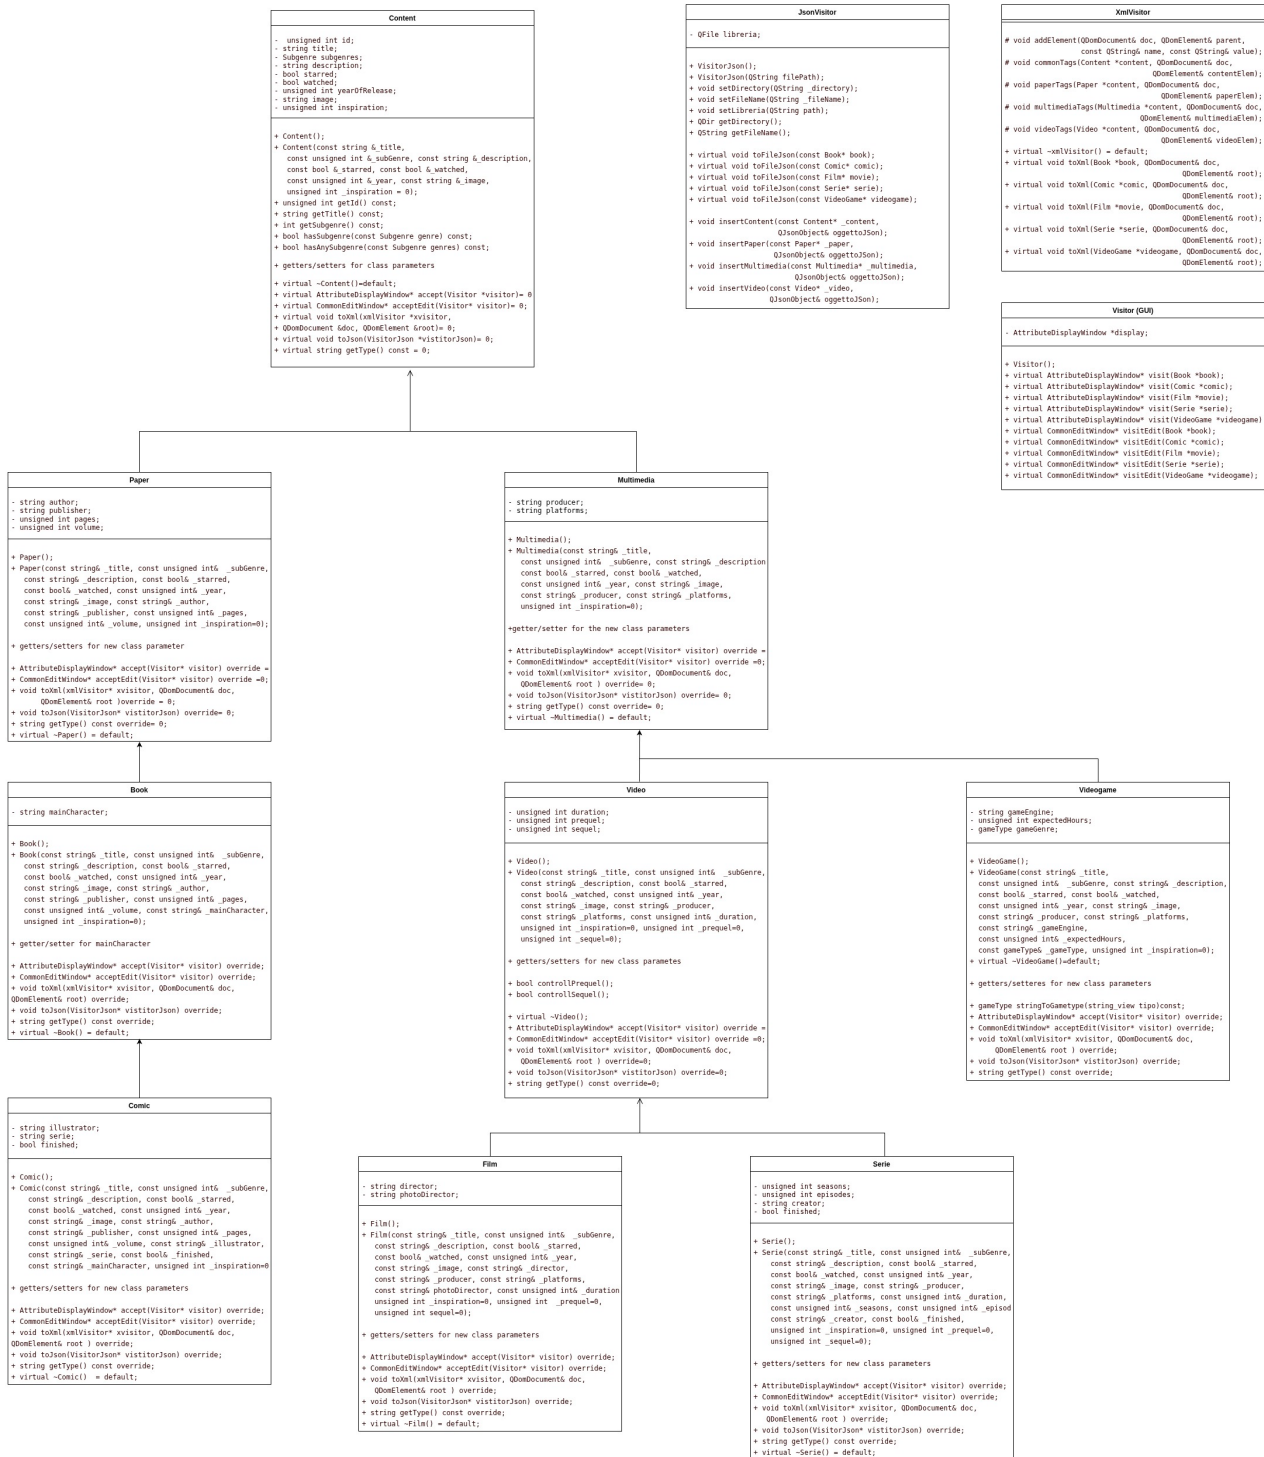 Content
-  unsigned int id;
- string title;
- Subgenre subgenres;
- string description;
- bool starred;
- bool watched;
- unsigned int yearOfRelease;
- string image;
- unsigned int inspiration;
+ Content();
+ Content(const string &_title,
const unsigned int &_subGenre, const string &_description,
const bool &_starred, const bool &_watched,
const unsigned int &_year, const string &_image,
unsigned int _inspiration = 0);
+ unsigned int getId() const;
+ string getTitle() const;
+ int getSubgenre() const;
+ bool hasSubgenre(const Subgenre genre) const;
+ bool hasAnySubgenre(const Subgenre genres) const;
+ getters/setters for class parameters
+ virtual ~Content()=default;
+ virtual AttributeDisplayWindow* accept(Visitor *visitor)= 0
+ virtual CommonEditWindow* acceptEdit(Visitor* visitor)= 0;
+ virtual void toXml(xmlVisitor *xvisitor,
+ QDomDocument &doc, QDomElement &root)= 0;
+ virtual void toJson(VisitorJson *vistitorJson)= 0;
+ virtual string getType() const = 0;
JsonVisitor
- QFile libreria;
+ VisitorJson();
+ VisitorJson(QString filePath);
+ void setDirectory(QString _directory);
+ void setFileName(QString _fileName);
+ void setLibreria(QString path);
+ QDir getDirectory();
+ QString getFileName();
+ virtual void toFileJson(const Book* book);
+ virtual void toFileJson(const Comic* comic);
+ virtual void toFileJson(const Film* movie);
+ virtual void toFileJson(const Serie* serie);
+ virtual void toFileJson(const VideoGame* videogame);
+ void insertContent(const Content* _content,
QJsonObject& oggettoJSon);
+ void insertPaper(const Paper* _paper,
QJsonObject& oggettoJSon);
+ void insertMultimedia(const Multimedia* _multimedia,
QJsonObject& oggettoJSon);
+ void insertVideo(const Video* _video,
QJsonObject& oggettoJSon);
XmlVisitor
# void addElement(QDomDocument& doc, QDomElement& parent,
const QString& name, const QString& value);
# void commonTags(Content *content, QDomDocument& doc,
QDomElement& contentElem);
# void paperTags(Paper *content, QDomDocument& doc,
QDomElement& paperElem);
# void multimediaTags(Multimedia *content, QDomDocument& doc,
QDomElement& multimediaElem);
# void videoTags(Video *content, QDomDocument& doc,
QDomElement& videoElem);
+ virtual ~xmlVisitor() = default;
+ virtual void toXml(Book *book, QDomDocument& doc,
QDomElement& root);
+ virtual void toXml(Comic *comic, QDomDocument& doc,
QDomElement& root);
+ virtual void toXml(Film *movie, QDomDocument& doc,
QDomElement& root);
+ virtual void toXml(Serie *serie, QDomDocument& doc,
QDomElement& root);
+ virtual void toXml(VideoGame *videogame, QDomDocument& doc,
QDomElement& root);
Visitor (GUI)
- AttributeDisplayWindow *display;
+ Visitor();
+ virtual AttributeDisplayWindow* visit(Book *book);
+ virtual AttributeDisplayWindow* visit(Comic *comic);
+ virtual AttributeDisplayWindow* visit(Film *movie);
+ virtual AttributeDisplayWindow* visit(Serie *serie);
+ virtual AttributeDisplayWindow* visit(VideoGame *videogame)
+ virtual CommonEditWindow* visitEdit(Book *book);
+ virtual CommonEditWindow* visitEdit(Comic *comic);
+ virtual CommonEditWindow* visitEdit(Film *movie);
+ virtual CommonEditWindow* visitEdit(Serie *serie);
+ virtual CommonEditWindow* visitEdit(VideoGame *videogame);
Paper
- string author;
- string publisher;
- unsigned int pages;
- unsigned int vowume;
+ Paper();
+ Paper(const string& _title, const unsigned int&  _subGenre,
const string& _description, const bool& _starred,
const bool& _watched, const unsigned int& _year,
const string& _image, const string& _author,
const string& _publisher, const unsigned int& _pages,
const unsigned int& _volume, unsigned int _inspiration=0);
+ getters/setters for new class parameter
+ AttributeDisplayWindow* accept(Visitor* visitor) override =
+ CommonEditWindow* acceptEdit(Visitor* visitor) override =0;
+ void toXml(xmlVisitor* xvisitor, QDomDocument& doc,
QDomElement& root )override = 0;
+ void toJson(VisitorJson* vistitorJson) override= 0;
+ string getType() const override= 0;
+ virtual ~Paper() = default;
Multimedia
- string producer;
- string platforms;
+ Multimedia();
+ Multimedia(const string& _title,
const unsigned int&  _subGenre, const string& _description
const bool& _starred, const bool& _watched,
const unsigned int& _year, const string& _image,
const string& _producer, const string& _platforms,
unsigned int _inspiration=0);
+getter/setter for the new class parameters
+ AttributeDisplayWindow* accept(Visitor* visitor) override =
+ CommonEditWindow* acceptEdit(Visitor* visitor) override =0;
+ void toXml(xmlVisitor* xvisitor, QDomDocument& doc,
QDomElement& root ) override= 0;
+ void toJson(VisitorJson* vistitorJson) override= 0;
+ string getType() const override= 0;
+ virtual ~Multimedia() = default;
Book
- string mainCharacter;
+ Book();
+ Book(const string& _title, const unsigned int&  _subGenre,
const string& _description, const bool& _starred,
const bool& _watched, const unsigned int& _year,
const string& _image, const string& _author,
const string& _publisher, const unsigned int& _pages,
const unsigned int& _volume, const string& _mainCharacter,
unsigned int _inspiration=0);
+ getter/setter for mainCharacter
+ AttributeDisplayWindow* accept(Visitor* visitor) override;
+ CommonEditWindow* acceptEdit(Visitor* visitor) override;
+ void toXml(xmlVisitor* xvisitor, QDomDocument& doc,
QDomElement& root) override;
+ void toJson(VisitorJson* vistitorJson) override;
+ string getType() const override;
+ virtual ~Book() = default;
Video
- unsigned int duration;
- unsigned int prequel;
- unsigned int sequel;
+ Video();
+ Video(const string& _title, const unsigned int&  _subGenre,
const string& _description, const bool& _starred,
const bool& _watched, const unsigned int& _year,
const string& _image, const string& _producer,
const string& _platforms, const unsigned int& _duration,
unsigned int _inspiration=0, unsigned int _prequel=0,
unsigned int _sequel=0);
+ getters/setters for new class parametes
+ bool controllPrequel();
+ bool controllSequel();
+ virtual ~Video();
+ AttributeDisplayWindow* accept(Visitor* visitor) override =
+ CommonEditWindow* acceptEdit(Visitor* visitor) override =0;
+ void toXml(xmlVisitor* xvisitor, QDomDocument& doc,
QDomElement& root ) override=0;
+ void toJson(VisitorJson* vistitorJson) override=0;
+ string getType() const override=0;
Videogame
- string gameEngine;
- unsigned int expectedHours;
- gameType gameGenre;
+ VideoGame();
+ VideoGame(const string& _title,
const unsigned int&  _subGenre, const string& _description,
const bool& _starred, const bool& _watched,
const unsigned int& _year, const string& _image,
const string& _producer, const string& _platforms,
const string& _gameEngine,
const unsigned int& _expectedHours,
const gameType& _gameType, unsigned int _inspiration=0);
+ virtual ~VideoGame()=default;
+ getters/setteres for new class parameters
+ gameType stringToGametype(string_view tipo)const;
+ AttributeDisplayWindow* accept(Visitor* visitor) override;
+ CommonEditWindow* acceptEdit(Visitor* visitor) override;
+ void toXml(xmlVisitor* xvisitor, QDomDocument& doc,
QDomElement& root ) override;
+ void toJson(VisitorJson* vistitorJson) override;
+ string getType() const override;
Comic
- string illustrator;
- string serie;
- bool finished;
+ Comic();
+ Comic(const string& _title, const unsigned int&  _subGenre,
const string& _description, const bool& _starred,
const bool& _watched, const unsigned int& _year,
const string& _image, const string& _author,
const string& _publisher, const unsigned int& _pages,
const unsigned int& _volume, const string& _illustrator,
const string& _serie, const bool& _finished,
const string& _mainCharacter, unsigned int _inspiration=0
+ getters/setters for new class parameters
+ AttributeDisplayWindow* accept(Visitor* visitor) override;
+ CommonEditWindow* acceptEdit(Visitor* visitor) override;
+ void toXml(xmlVisitor* xvisitor, QDomDocument& doc,
QDomElement& root ) override;
+ void toJson(VisitorJson* vistitorJson) override;
+ string getType() const override;
+ virtual ~Comic()  = default;
Film
- string director;
- string photoDirector;
+ Film();
+ Film(const string& _title, const unsigned int&  _subGenre,
const string& _description, const bool& _starred,
const bool& _watched, const unsigned int& _year,
const string& _image, const string& _director,
const string& _producer, const string& _platforms,
const string& photoDirector, const unsigned int& _duration
unsigned int _inspiration=0, unsigned int  _prequel=0,
unsigned int sequel=0);
+ getters/setters for new class parameters
+ AttributeDisplayWindow* accept(Visitor* visitor) override;
+ CommonEditWindow* acceptEdit(Visitor* visitor) override;
+ void toXml(xmlVisitor* xvisitor, QDomDocument& doc,
QDomElement& root ) override;
+ void toJson(VisitorJson* vistitorJson) override;
+ string getType() const override;
+ virtual ~Film() = default;
Serie
- unsigned int seasons;
- unsigned int episodes;
- string creator;
- bool finished;
+ Serie();
+ Serie(const string& _title, const unsigned int&  _subGenre,
const string& _description, const bool& _starred,
const bool& _watched, const unsigned int& _year,
const string& _image, const string& _producer,
const string& _platforms, const unsigned int& _duration,
const unsigned int& _seasons, const unsigned int& _episod
const string& _creator, const bool& _finished,
unsigned int _inspiration=0, unsigned int _prequel=0,
unsigned int _sequel=0);
+ getters/setters for new class parameters
+ AttributeDisplayWindow* accept(Visitor* visitor) override;
+ CommonEditWindow* acceptEdit(Visitor* visitor) override;
+ void toXml(xmlVisitor* xvisitor, QDomDocument& doc,
QDomElement& root ) override;
+ void toJson(VisitorJson* vistitorJson) override;
+ string getType() const override;
+ virtual ~Serie() = default;